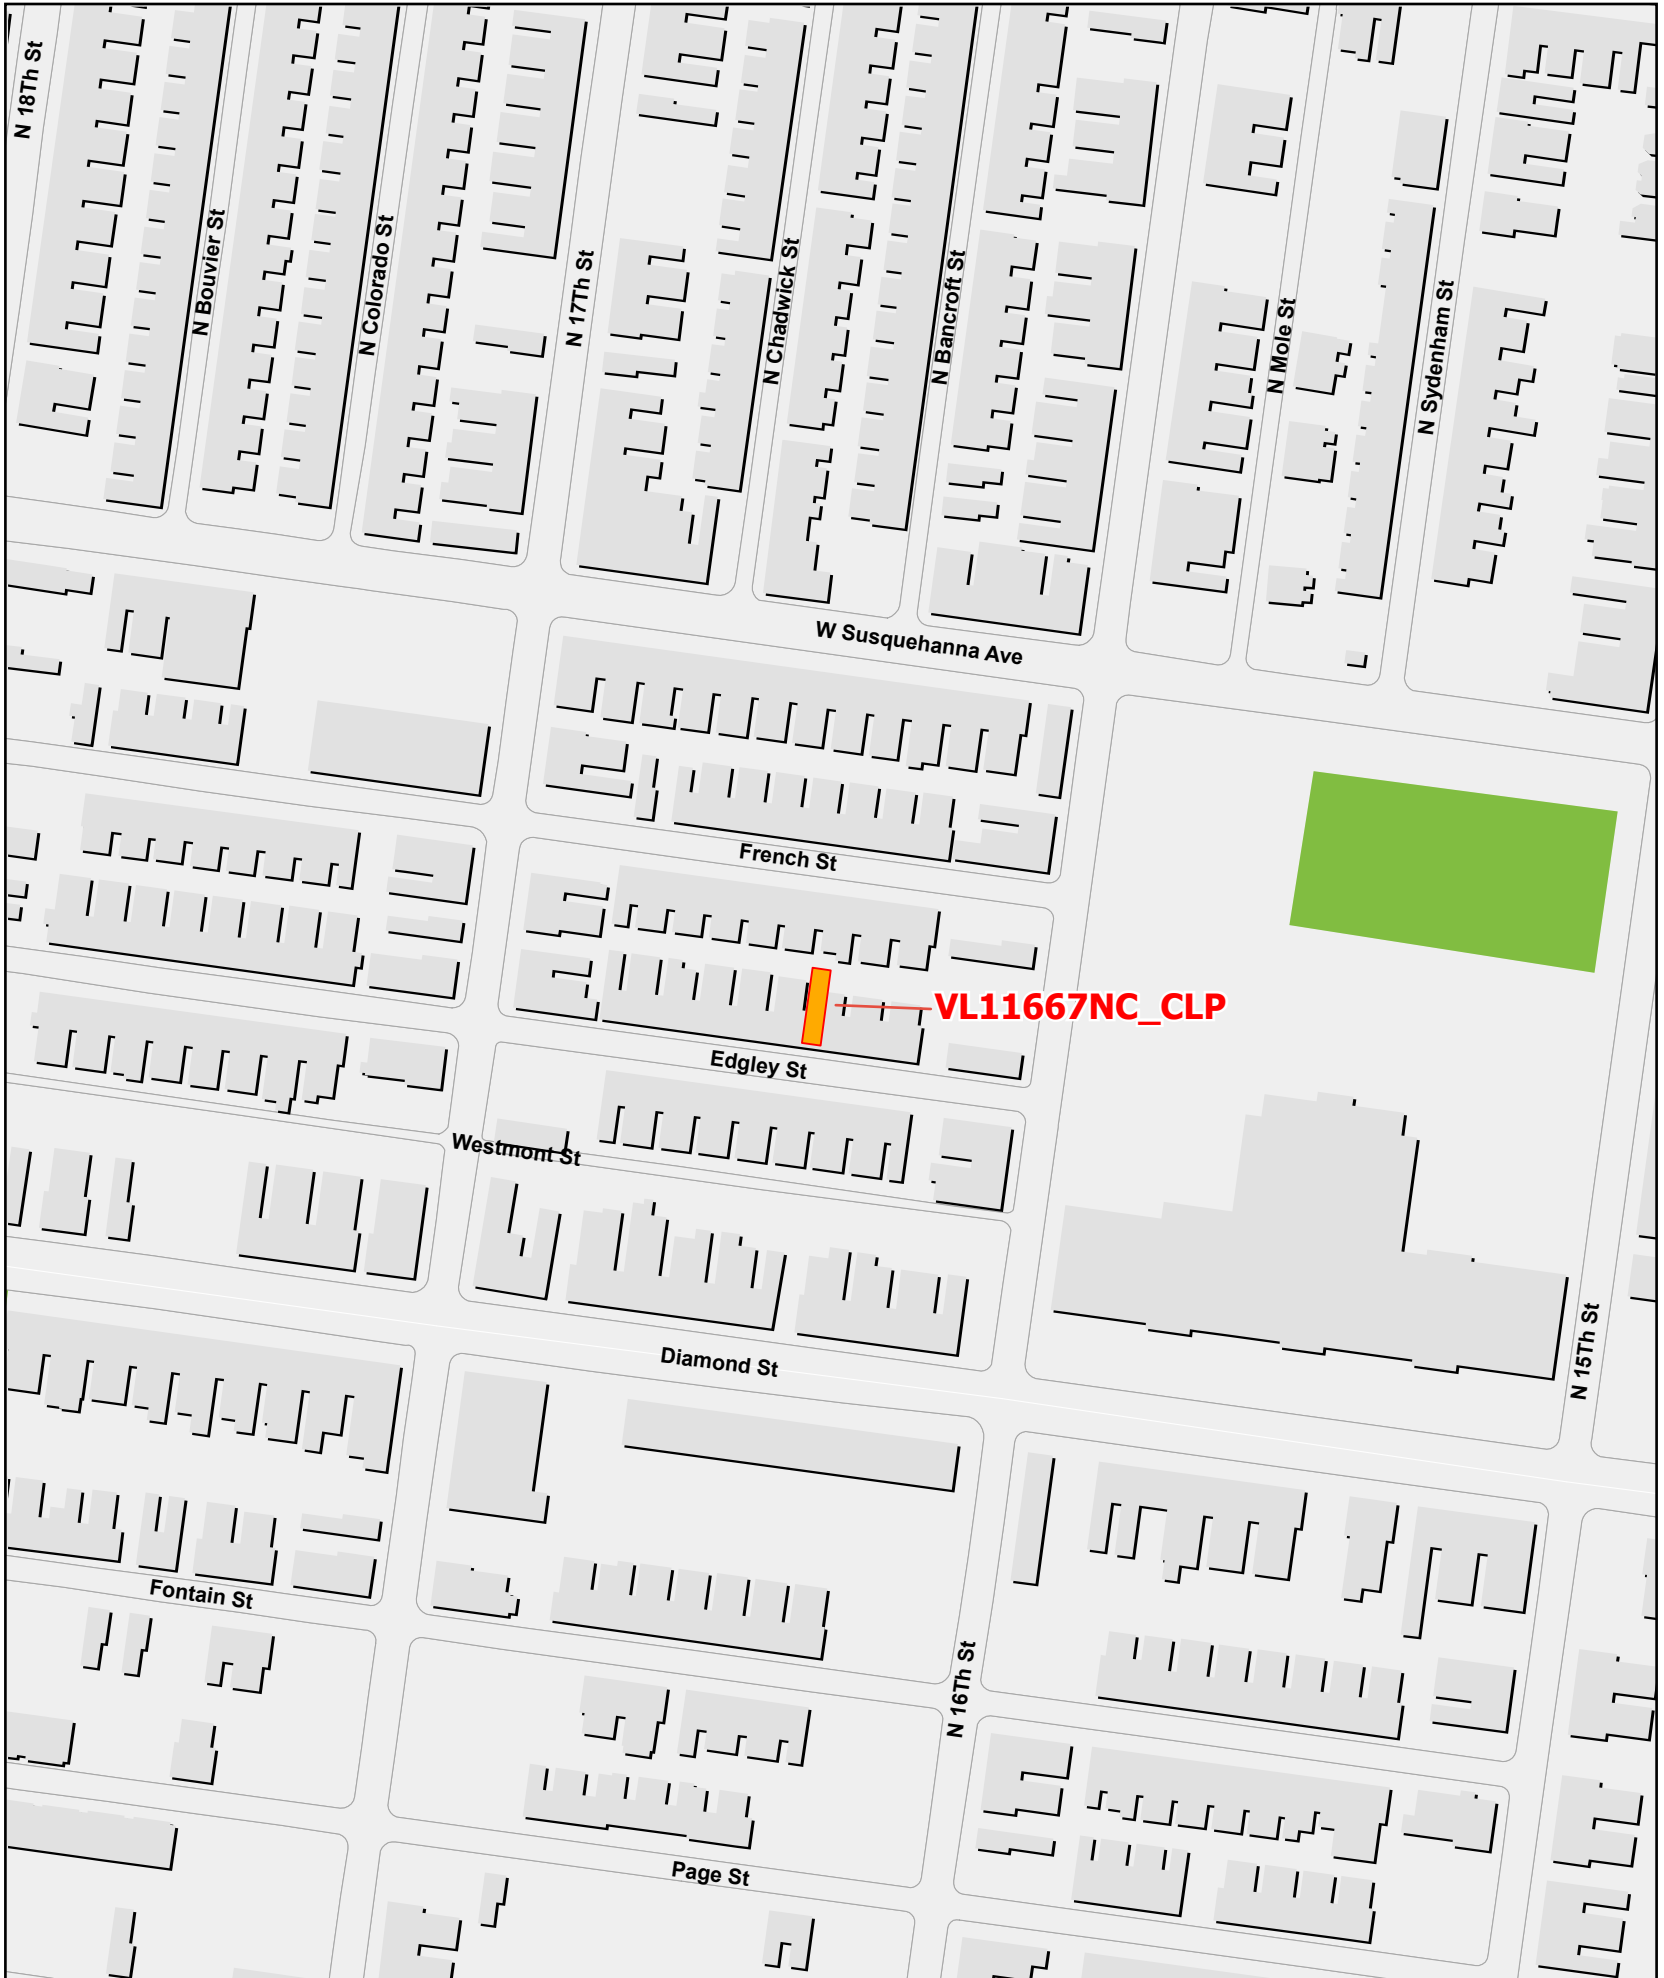 N 18Th St
N Bouvier St
N Colorado St
N 17Th St
N Chadwick St
N Bancroft St
N Mole St
N Sydenham St
W Susquehanna Ave
French St
VL11667NC_CLP
Edgley St
Westmont St
N 15Th St
Diamond St
Fontain St
N 16Th St
Page St